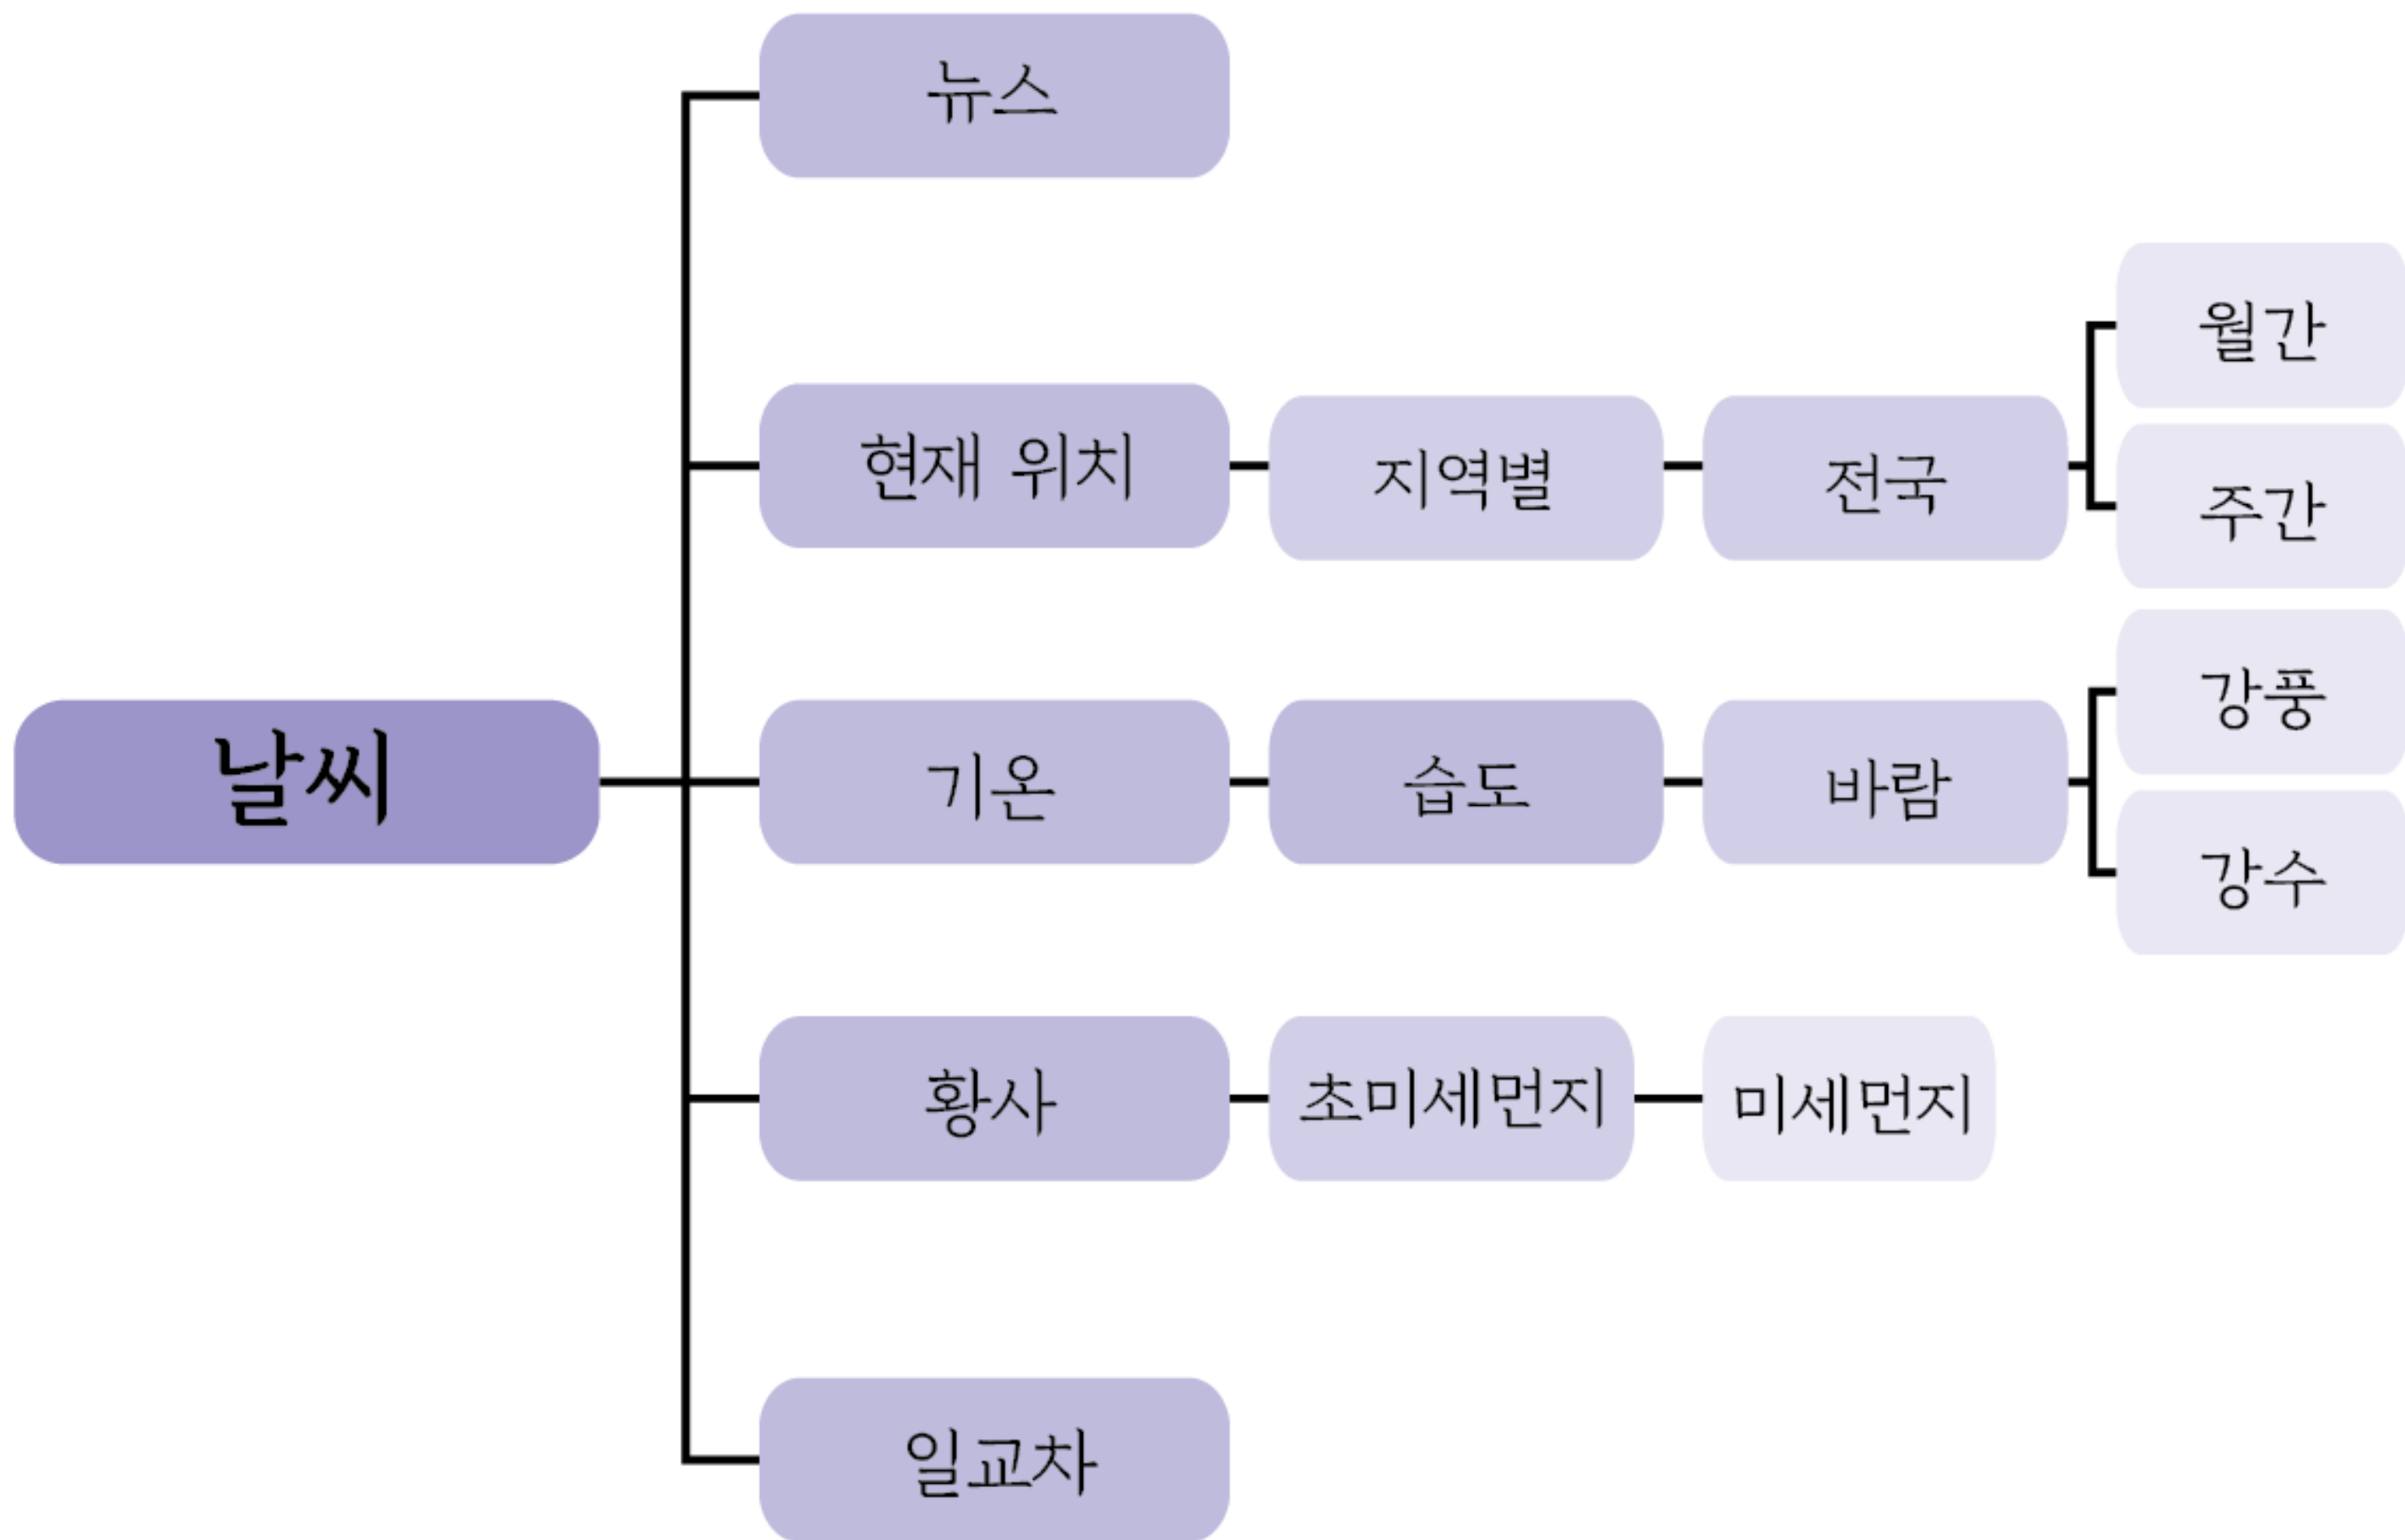 뉴스
월간
현재 위치 지역별 전국
주간
강풍
날씨 기온 습도 바람
강수
황사 초미세먼지 미세먼지
일교차